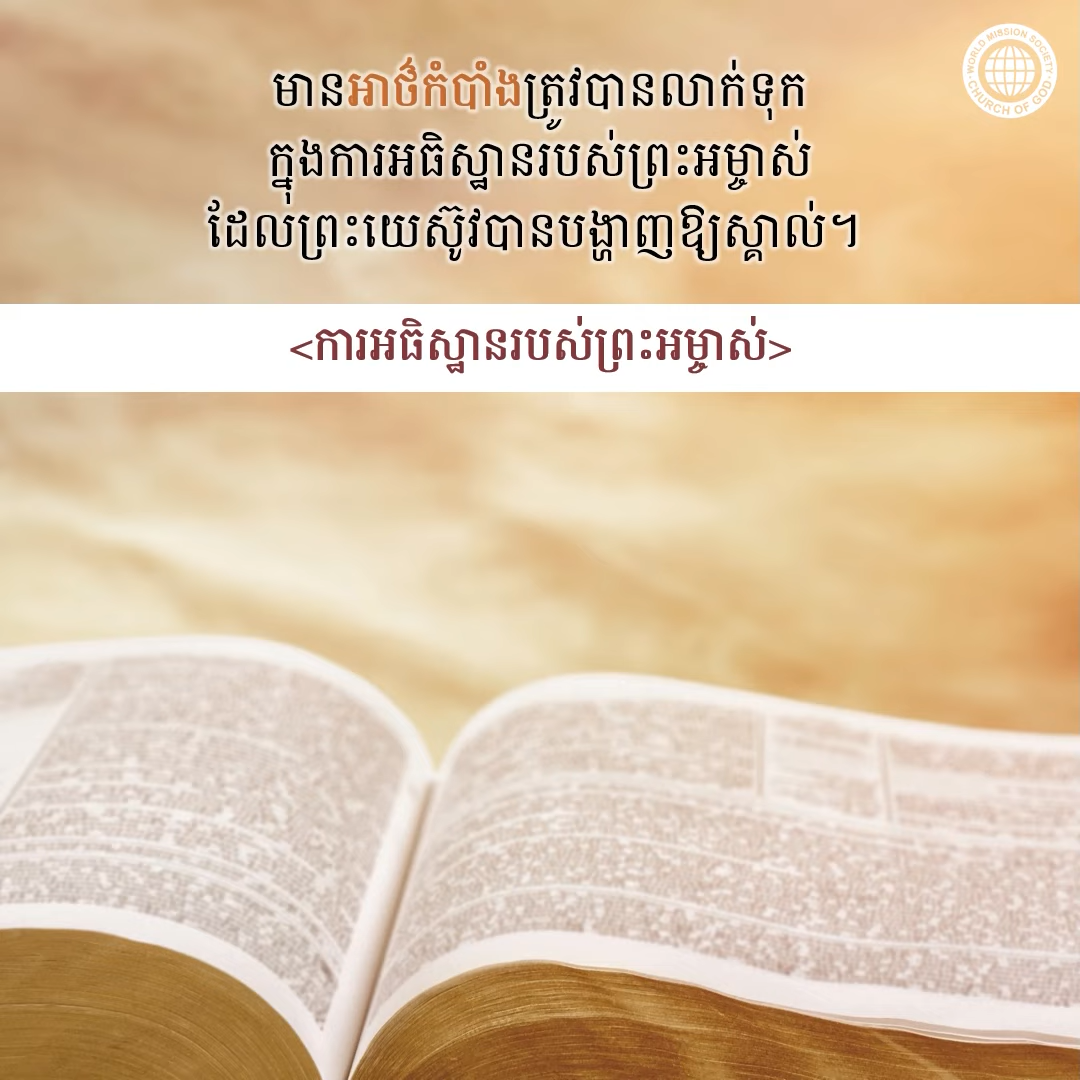 មានអាថ៌កំបាំងត្រូវបានលាក់ទុក
ក្នុងការអធិស្ឋានរបស់ព្រះអម្ចាស់
ដែលព្រះយេស៊ូវបានបង្ហាញឱ្យស្គាល់។
<ការអធិស្ឋានរបស់ព្រះអម្ចាស់>
WORLD MISSION SOCIETY
CHURCH OF GOD